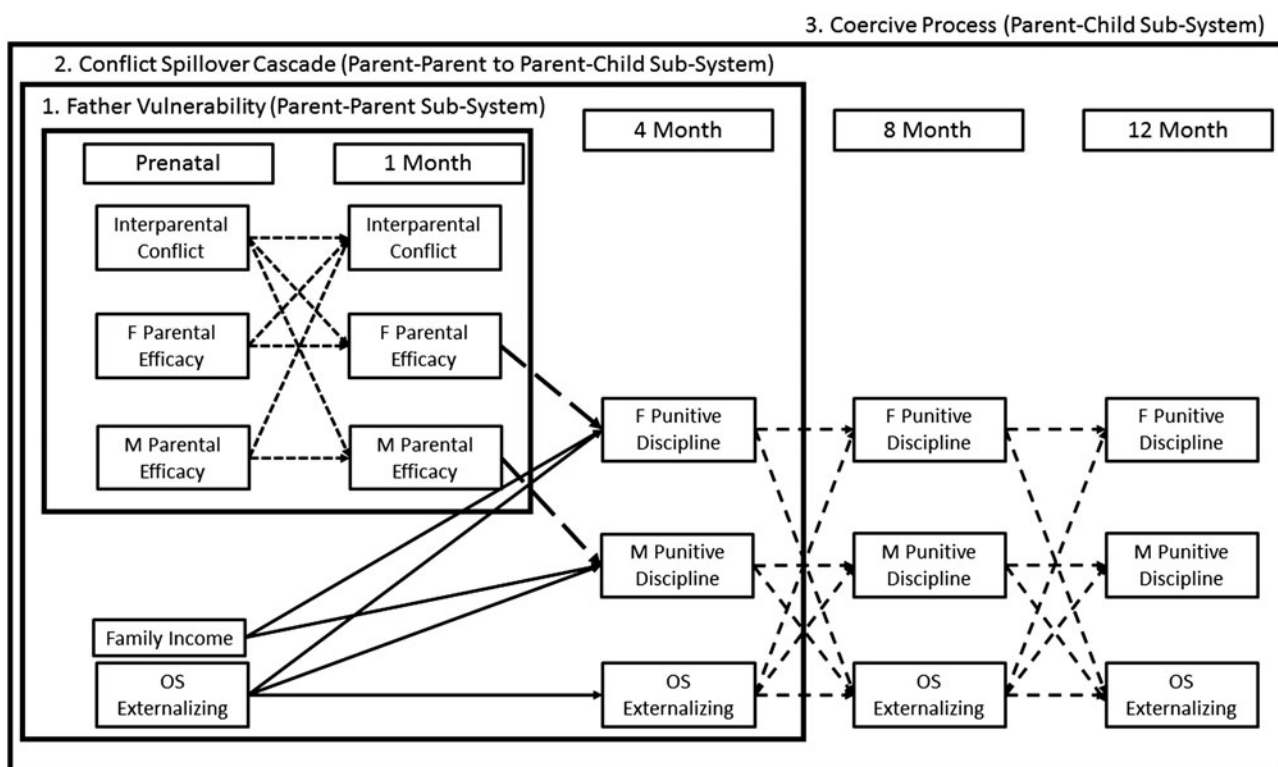 3. Coercive Process (Parent-Child Sub-System)
2. Conflict Spillover Cascade (Parent-Parent to Parent-Child Sub-System)
1. Father Vulnerability (Parent-Parent Sub-System)
4 Month
8 Month
12 Month
Prenatal
1 Month
Interparental
Conflict
Interparental
Conflict
F Parental
Efficacy
F Parental
Efficacy
M Parental
Efficacy
M Parental
Efficacy
F Punitive
Discipline
F Punitive
Discipline
F Punitive
Discipline
M Punitive
Discipline
M Punitive
Discipline
M Punitive
Discipline
Family Income
OS
Externalizing
OS
Externalizing
OS
Externalizing
OS
Externalizing